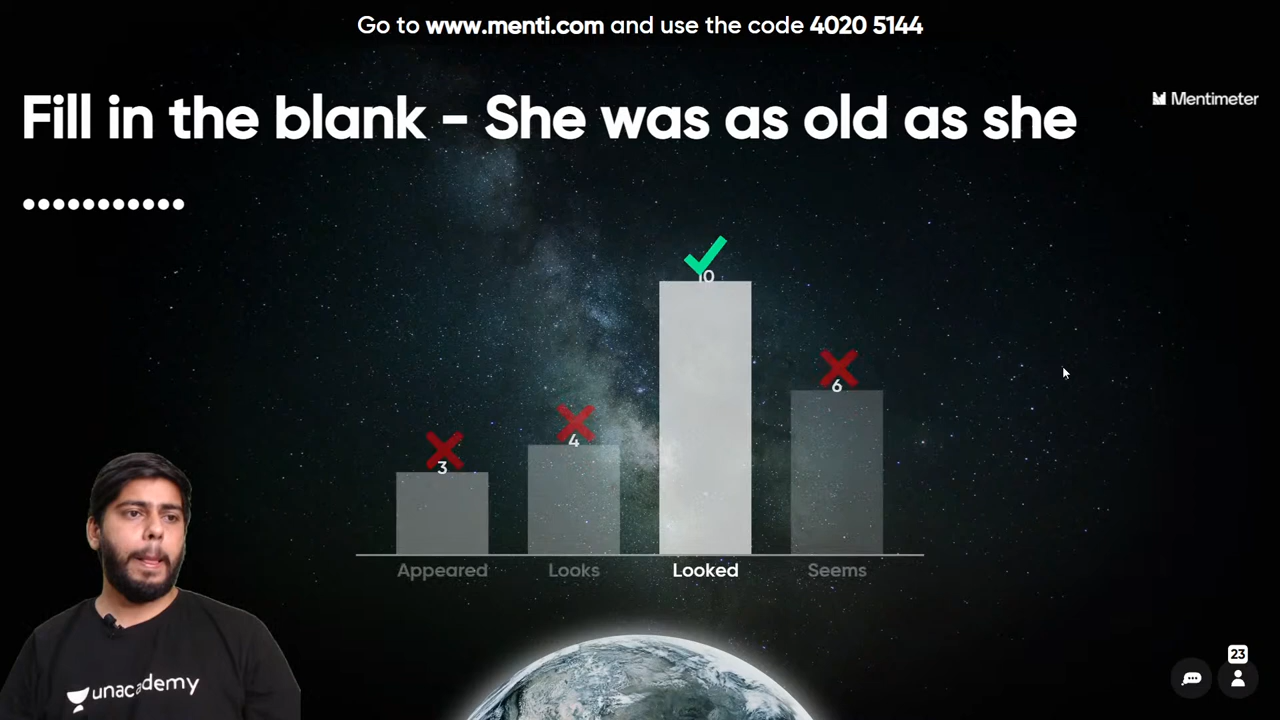 Go to www.menti.com and use the code 4020 5144
Mentimeter
Fill in the blank - She was as old as she
...........
10
6
4
3
Appeared Looks Looked Seems
unacademy
23